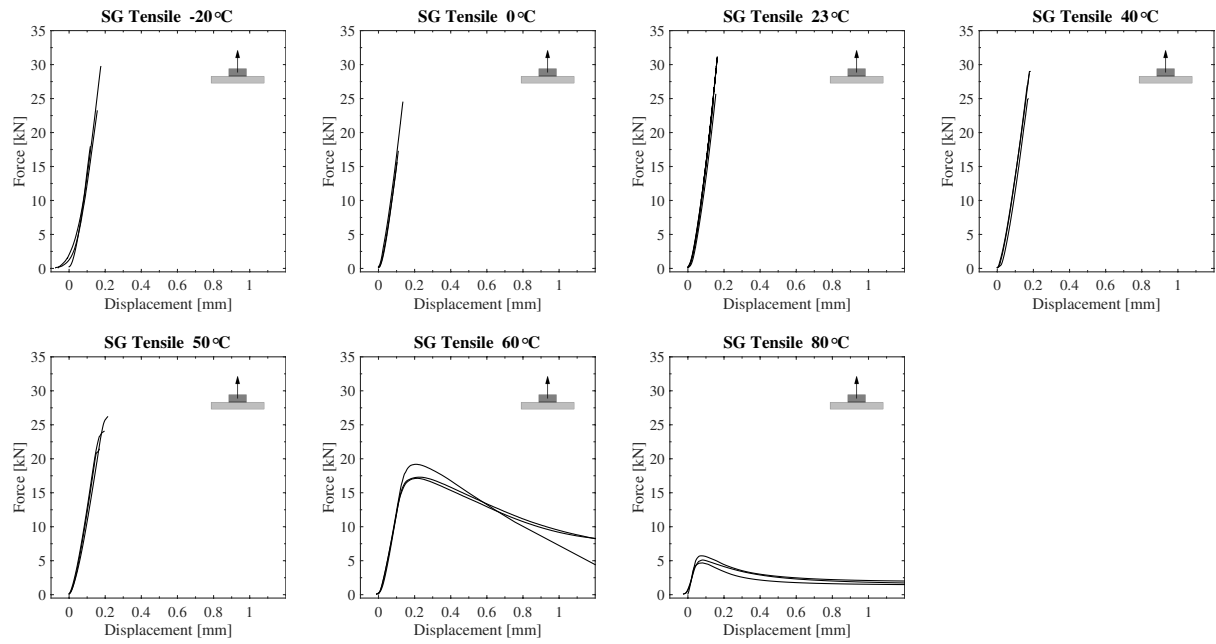 SG Tensile -20°C
SG Tensile 0°C
SG Tensile 23°C
SG Tensile 40°C
35
30
25
20
15
10
5
0
Force [kN]
0 0.2 0.4 0.6 0.8 1
Displacement [mm]
35
30
25
20
15
10
5
0
Force [kN]
0 0.2 0.4 0.6 0.8 1
Displacement [mm]
35
30
25
20
15
10
5
0
Force [kN]
0 0.2 0.4 0.6 0.8 1
Displacement [mm]
35
30
25
20
15
10
5
0
Force [kN]
0 0.2 0.4 0.6 0.8 1
Displacement [mm]
SG Tensile 50°C
SG Tensile 60°C
SG Tensile 80°C
35
30
25
20
15
10
5
0
Force [kN]
0 0.2 0.4 0.6 0.8 1
Displacement [mm]
35
30
25
20
15
10
5
0
Force [kN]
0 0.2 0.4 0.6 0.8 1
Displacement [mm]
35
30
25
20
15
10
5
0
Force [kN]
0 0.2 0.4 0.6 0.8 1
Displacement [mm]